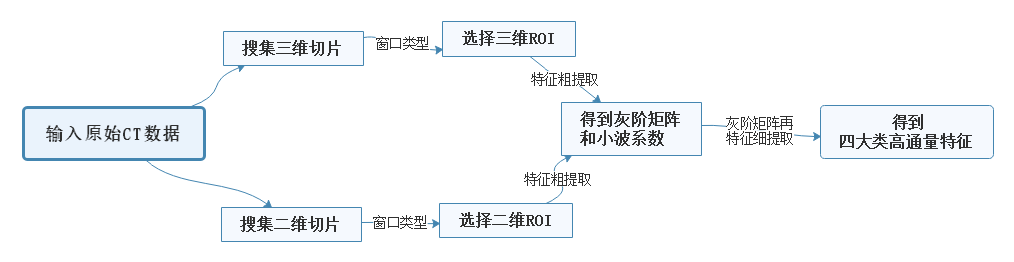 输入原始CT数据
搜集三维切片
窗口类型
选择三维ROI
特征粗提取
搜集二维切片
窗口类型
选择二维ROI
特征粗提取
得到灰阶矩阵
和小波系数
灰阶矩阵再
特征细提取
得到
四大类高通量特征